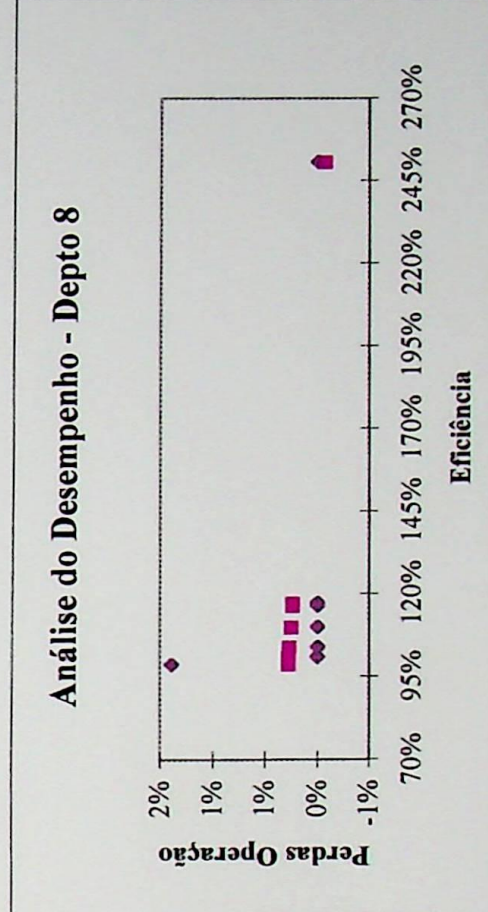 Análise do Desempenho - Depto 8
Perdas Operação
2%
1%
1%
0%
-1%
70% 95% 120% 145% 170% 195% 220% 245% 270%
Eficiência